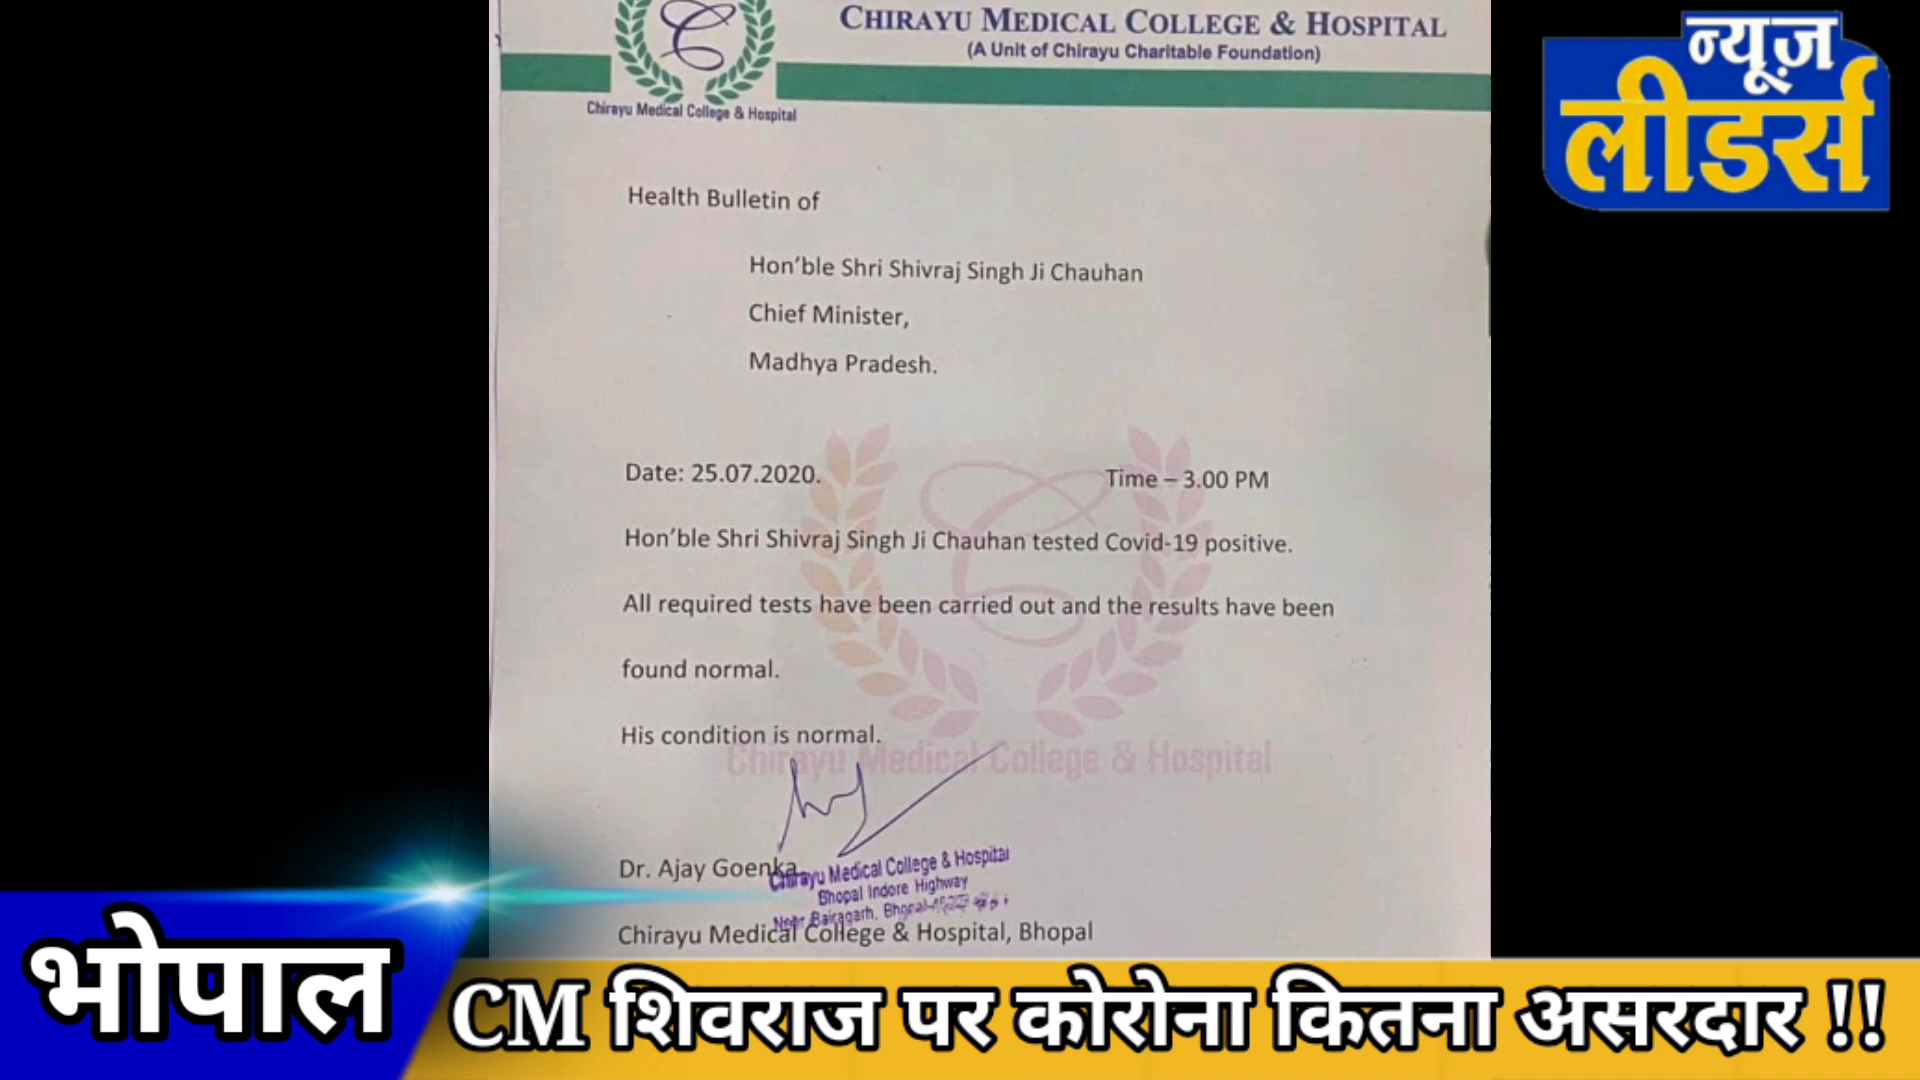 CHIRAYU MEDICAL COLLEGE & HOSPITAL
(A Unit of Chirayu Charitable Foundation)
Chirayu Medical College & Hospital
न्यूज़
लीडर्स
Health Bulletin of
Hon'ble Shri Shivraj Singh Ji Chauhan
Chief Minister,
Madhya Pradesh.
Date: 25.07.2020.
Time – 3.00 PM
Hon'ble Shri Shivraj Singh Ji Chauhan tested Covid-19 positive.
All required tests have been carried out and the results have been
found normal.
His condition is normal.
Chirayu Medical College & Hospital
Dr. Ajay Goenka
Chirayu Medical College & Hospital
Bhopal Indore Highway
Near Bairagarh, Bhopal
Chirayu Medical College & Hospital, Bhopal
भोपाल
CM शिवराज पर कोरोना कितना असरदार !!